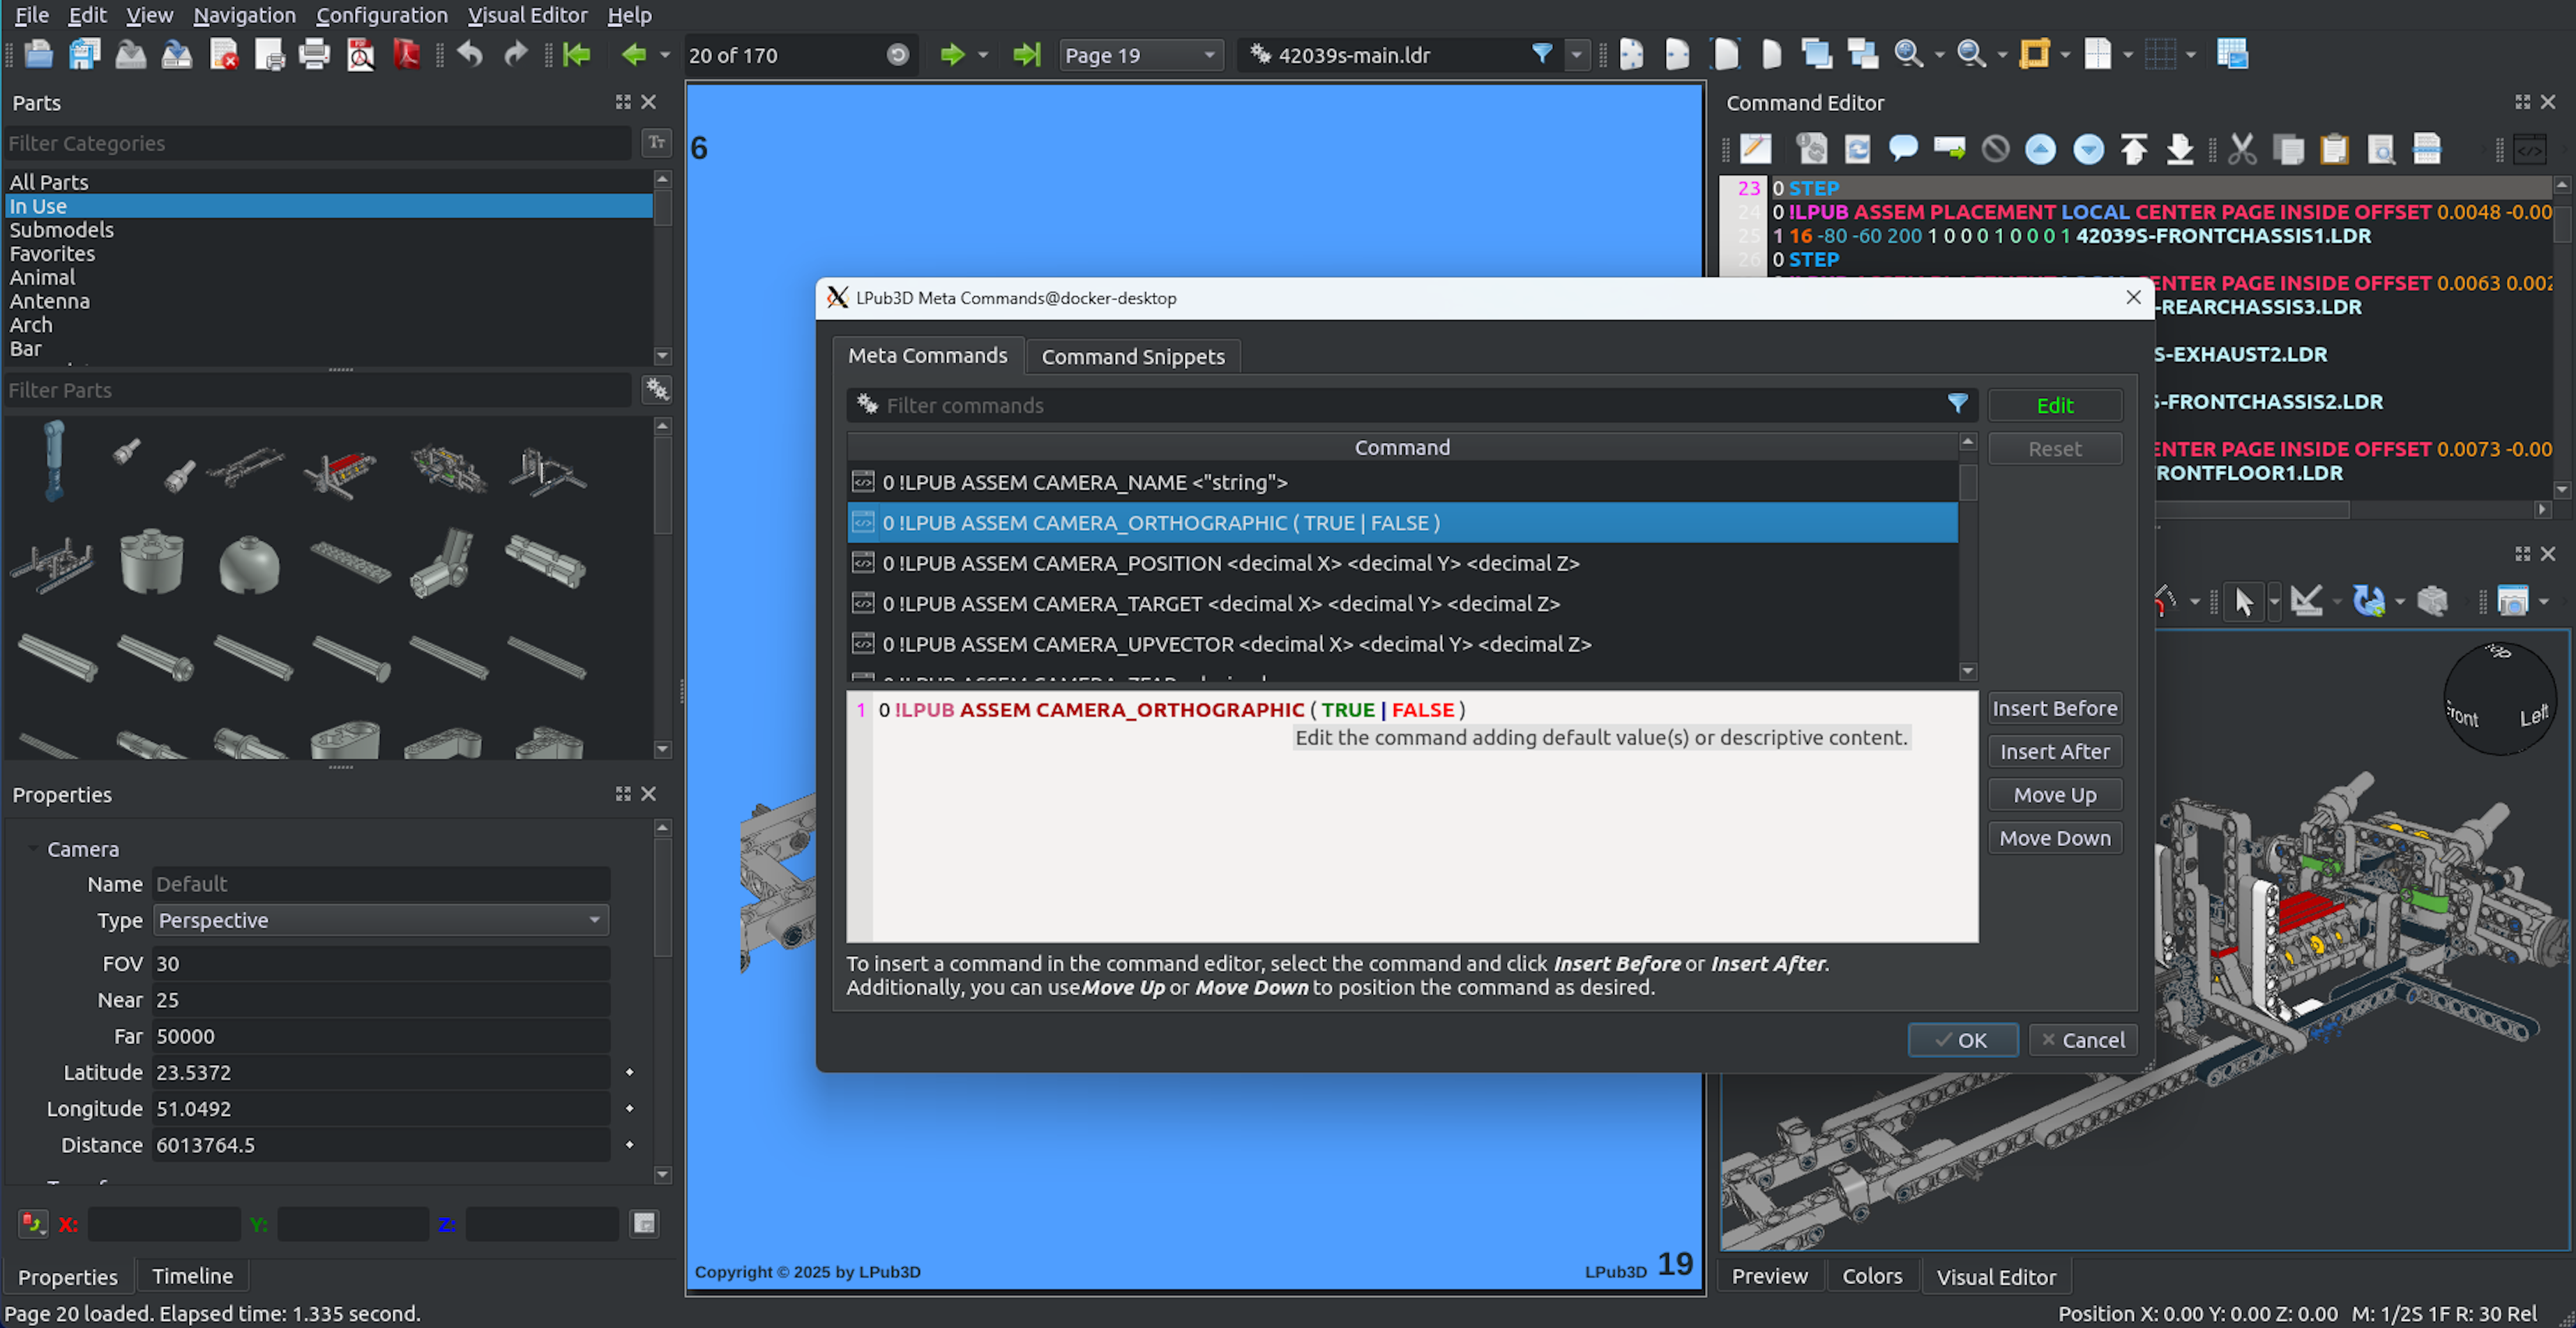 File Edit View Navigation Configuration Visual Editor Help
20 of 170
Page 19
42039s-main.ldr
Parts
Filter Categories
All Parts
In Use
Submodels
Favorites
Animal
Antenna
Arch
Bar
Filter Parts
Properties
Camera
Name Default
Type Perspective
FOV 30
Near 25
Far 50000
Latitude 23.5372
Longitude 51.0492
Distance 6013764.5
X:
Y:
Z:
Properties
Timeline
Page 20 loaded. Elapsed time: 1.335 second.
6
Copyright © 2025 by LPub3D
LPub3D 19
LPub3D Meta Commands@docker-desktop
Meta Commands
Command Snippets
Filter commands
Edit
Reset
Command
0 !LPUB ASSEM CAMERA_NAME <"string">
0 !LPUB ASSEM CAMERA_ORTHOGRAPHIC ( TRUE | FALSE )
0 !LPUB ASSEM CAMERA_POSITION <decimal X> <decimal Y> <decimal Z>
0 !LPUB ASSEM CAMERA_TARGET <decimal X> <decimal Y> <decimal Z>
0 !LPUB ASSEM CAMERA_UPVECTOR <decimal X> <decimal Y> <decimal Z>
1 0 !LPUB ASSEM CAMERA_ORTHOGRAPHIC ( TRUE | FALSE )
Edit the command adding default value(s) or descriptive content.
Insert Before
Insert After
Move Up
Move Down
To insert a command in the command editor, select the command and click Insert Before or Insert After.
Additionally, you can useMove Up or Move Down to position the command as desired.
OK
Cancel
Command Editor
23 0 STEP
24 0 !LPUB ASSEM PLACEMENT LOCAL CENTER PAGE INSIDE OFFSET 0.0048 -0.00
25 1 16 -80 -60 200 1 0 0 0 1 0 0 0 1 42039S-FRONTCHASSIS1.LDR
26 0 STEP
ENTER PAGE INSIDE OFFSET 0.0063 0.002
-REARCHASSIS3.LDR
S-EXHAUST2.LDR
S-FRONTCHASSIS2.LDR
ENTER PAGE INSIDE OFFSET 0.0073 -0.00
RONTFLOOR1.LDR
Left
Preview
Colors
Visual Editor
Position X: 0.00 Y: 0.00 Z: 0.00 M: 1/2S 1F R: 30 Rel